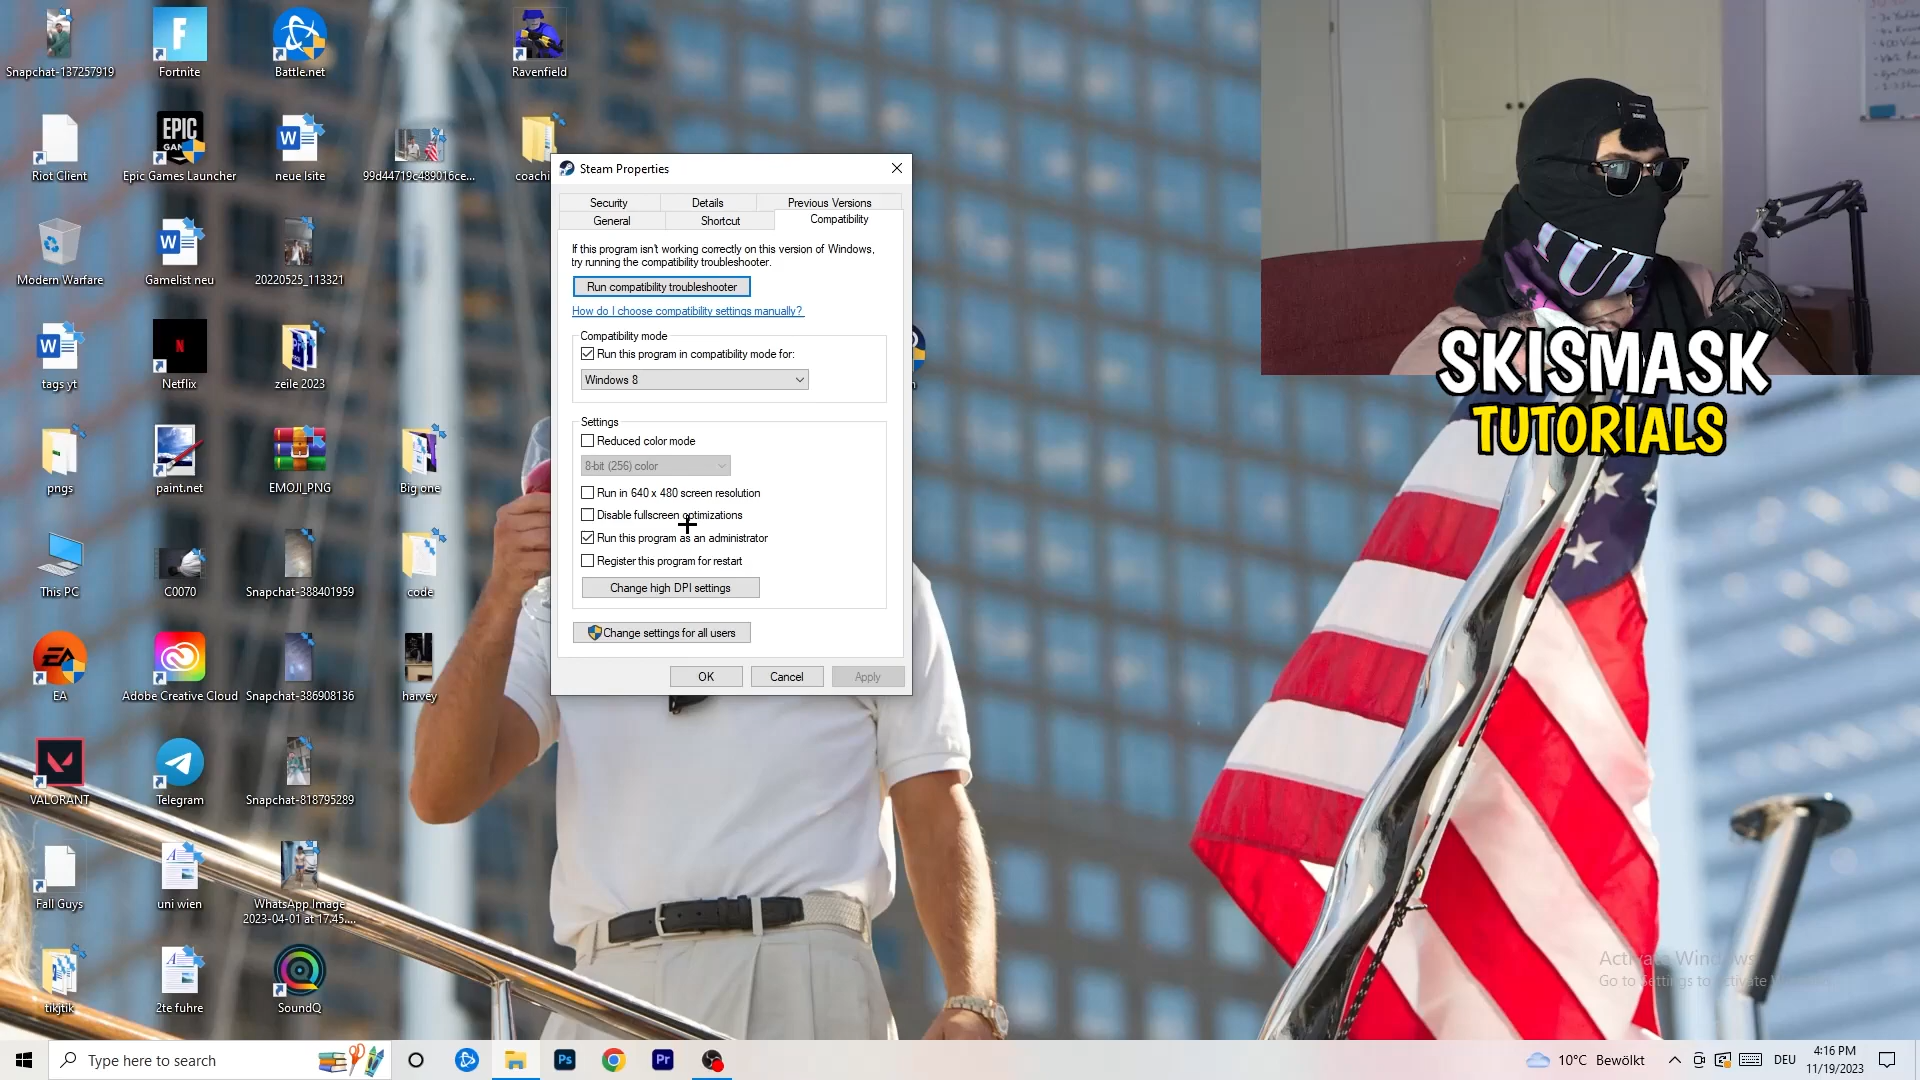 Snapchat-137257919
Fortnite
Battle.net
Ravenfield
Riot Client
Epic Games Launcher
neue lsite
99d44719c489016ce...
coachi
Modern Warfare
Gamelist neu
20220525_113321
tags yt
Netflix
zeile 2023
pngs
paint.net
EMOJI_PNG
Big one
This PC
C0070
Snapchat-388401959
code
EA
Adobe Creative Cloud
Snapchat-386908136
harvey
VALORANT
Telegram
Snapchat-818795289
Fall Guys
uni wien
WhatsApp Image
2023-04-01 at 17.45....
tikjtik
2te fuhre
SoundQ
Steam Properties
Security
Details
Previous Versions
General
Shortcut
Compatibility
If this program isn't working correctly on this version of Windows,
try running the compatibility troubleshooter.
Run compatibility troubleshooter
How do I choose compatibility settings manually?
Compatibility mode
Run this program in compatibility mode for:
Windows 8
Settings
Reduced color mode
8-bit (256) color
Run in 640 x 480 screen resolution
Disable fullscreen optimizations
Run this program as an administrator
Register this program for restart
Change high DPI settings
Change settings for all users
OK
Cancel
Apply
SKISMASK
TUTORIALS
Activate Windows
Go to Settings to activate
Type here to search
Ps
Pr
10°C Bewölkt
DEU
4:16 PM
11/19/2023